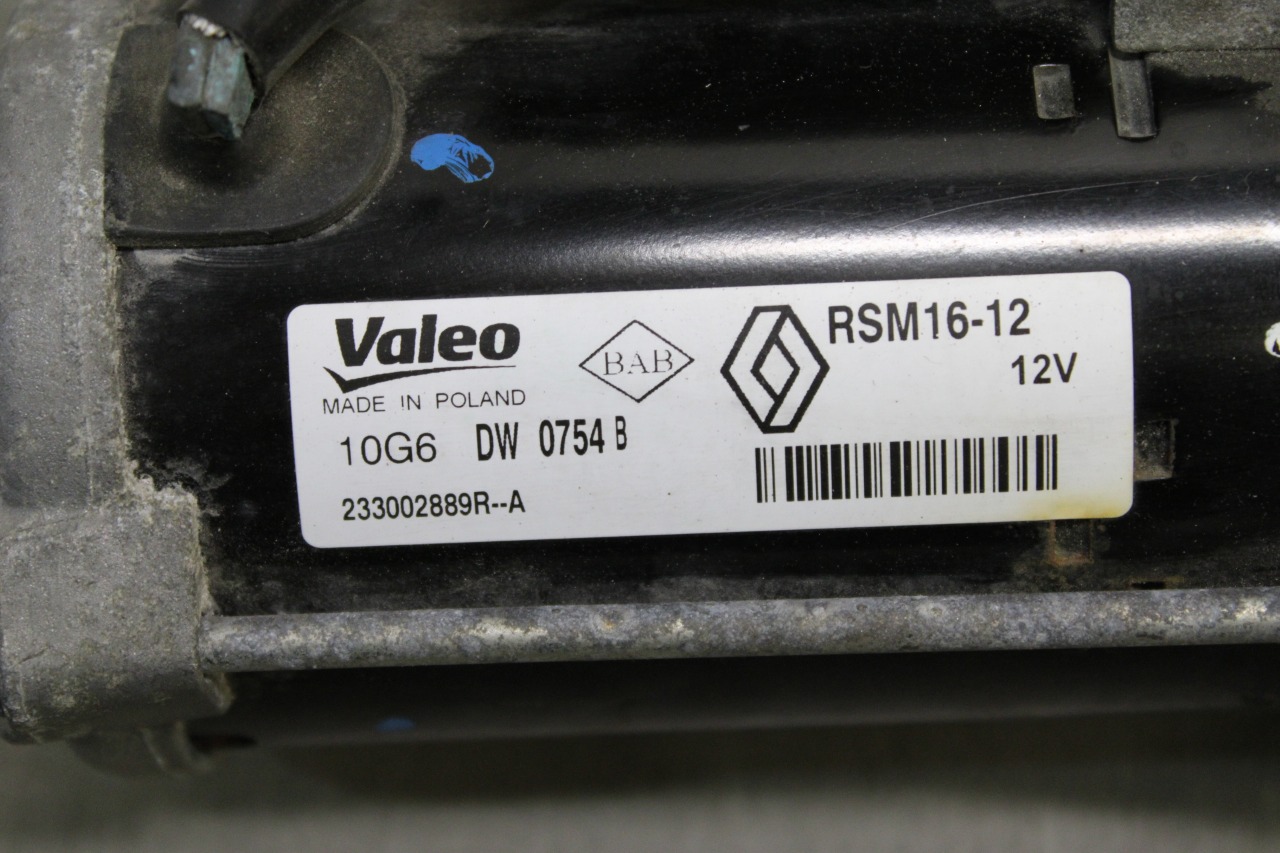 Valeo
MADE IN POLAND
BAB
RSM16-12
12V
10G6 DW 0754 B
233002889R--A